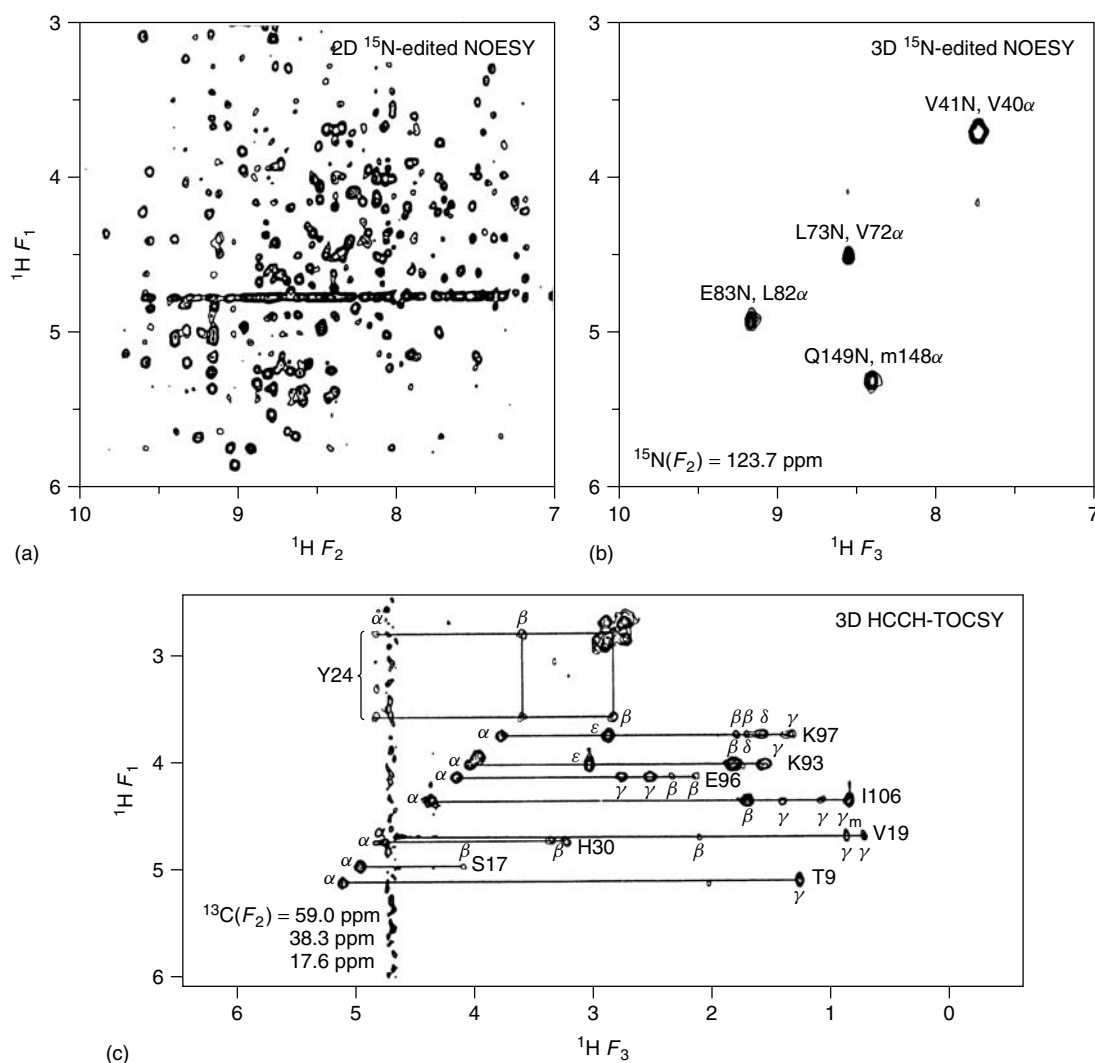 2D ¹⁵N-edited NOESY
3
4
5
6
¹H F₁
10
9
8
7
¹H F₂
(a)
3D ¹⁵N-edited NOESY
3
4
5
6
V41N, V40α
L73N, V72α
E83N, L82α
Q149N, m148α
¹⁵N(F₂) = 123.7 ppm
10
9
8
7
¹H F₃
(b)
3D HCCH-TOCSY
3
4
5
6
¹H F₁
α β
Y24
β
α ε β β δ γ K97
α ε β δ γ K93
α γ γ β β E96
α β γ γ γm I106
β γ γ V19
α β β H30
α S17
α γ T9
¹³C(F₂) = 59.0 ppm
38.3 ppm
17.6 ppm
6
5
4
3
2
1
0
¹H F₃
(c)